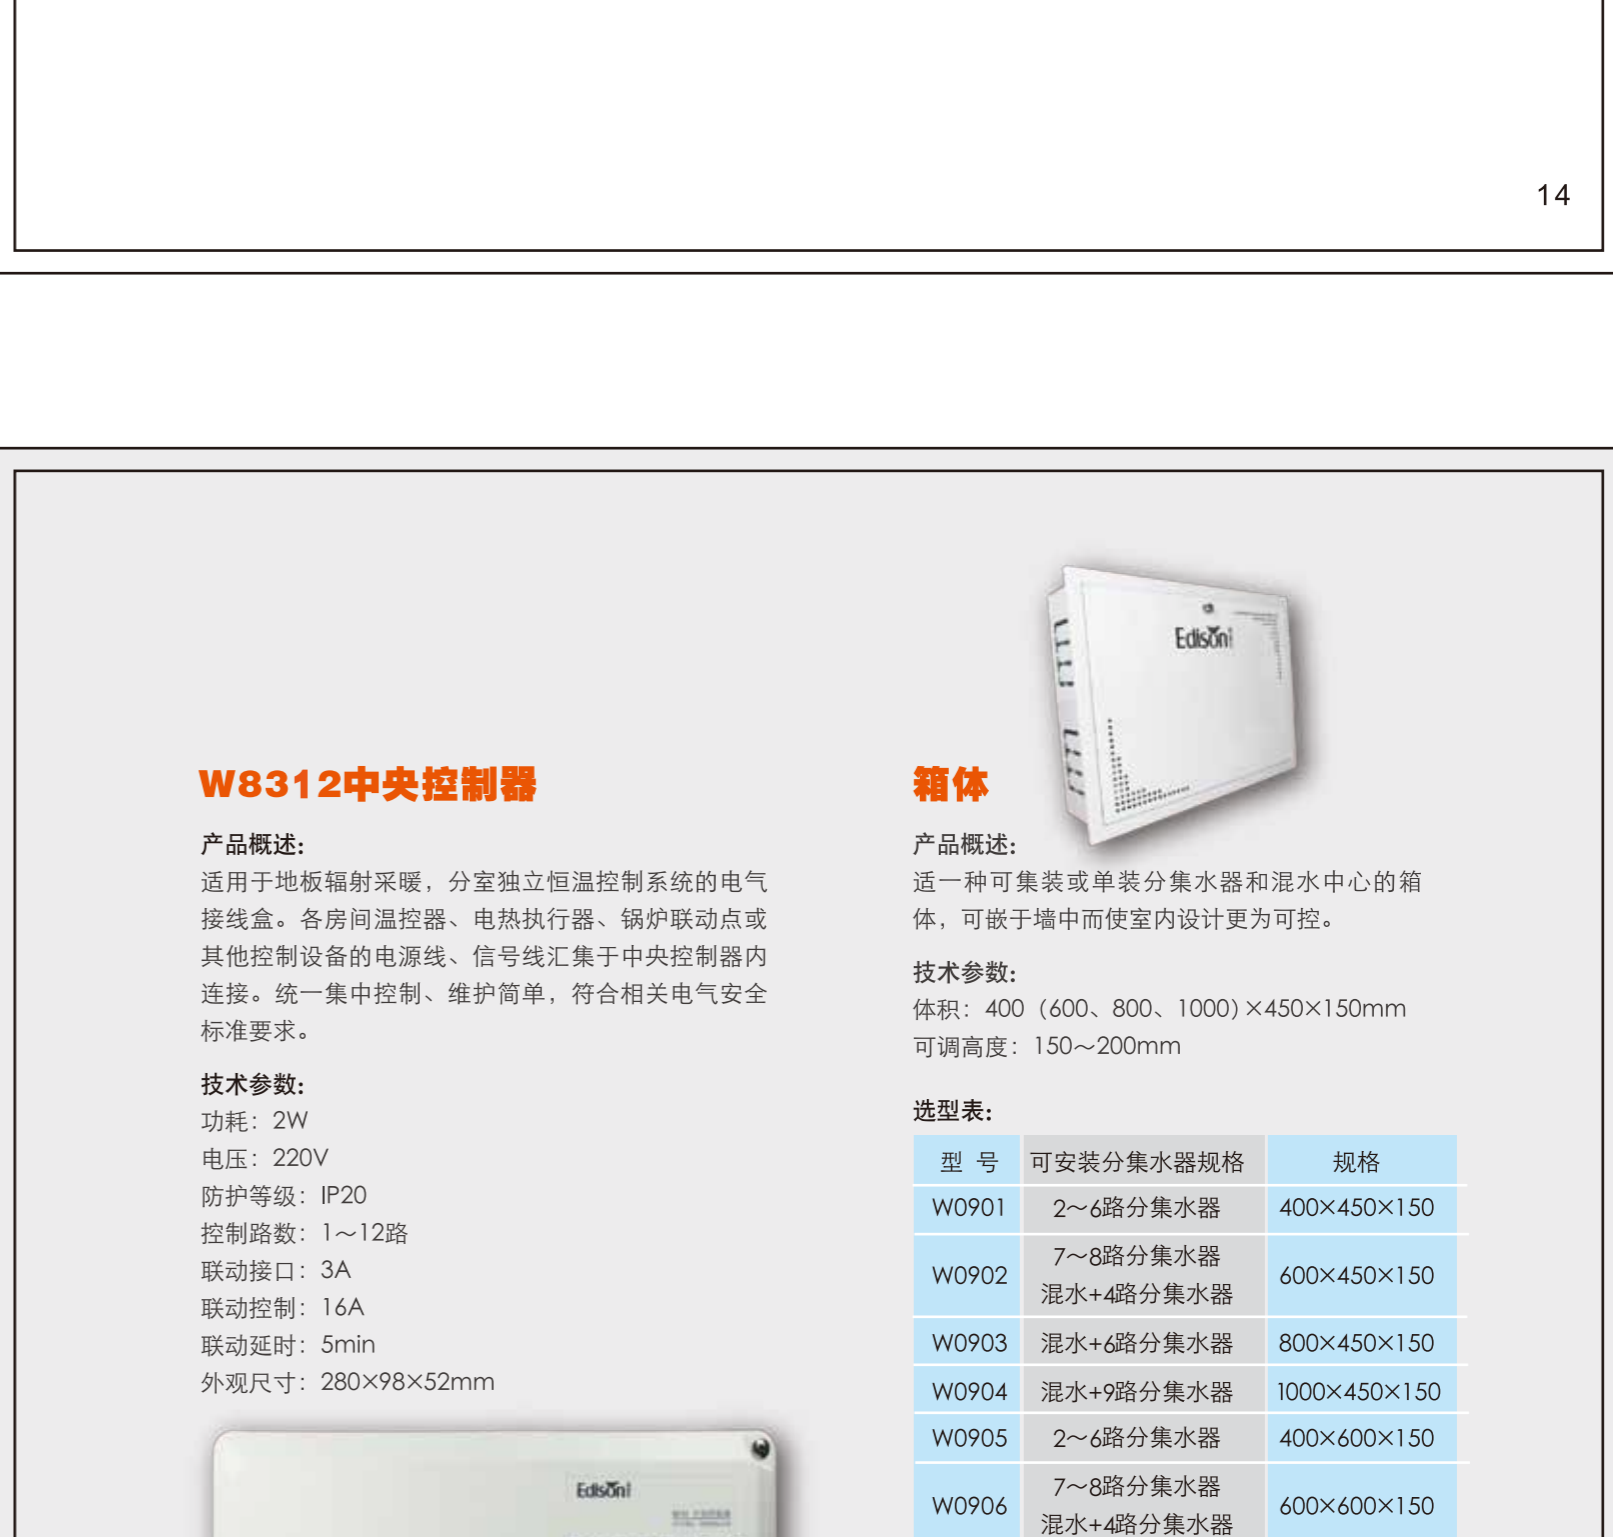 14
Edison
W8312中央控制器
产品概述:
适用于地板辐射采暖，分室独立恒温控制系统的电气
接线盒。各房间温控器、电热执行器、锅炉联动点或
其他控制设备的电源线、信号线汇集于中央控制器内
连接。统一集中控制、维护简单，符合相关电气安全
标准要求。
技术参数:
功耗：2W
电压：220V
防护等级：IP20
控制路数：1～12路
联动接口：3A
联动控制：16A
联动延时：5min
外观尺寸：280×98×52mm
Edison
箱体
产品概述:
适一种可集装或单装分集水器和混水中心的箱
体，可嵌于墙中而使室内设计更为可控。
技术参数:
体积：400（600、800、1000）×450×150mm
可调高度：150～200mm
选型表:
型 号 可安装分集水器规格 规格
W0901 2～6路分集水器 400×450×150
W0902 7～8路分集水器 混水+4路分集水器 600×450×150
W0903 混水+6路分集水器 800×450×150
W0904 混水+9路分集水器 1000×450×150
W0905 2～6路分集水器 400×600×150
W0906 7～8路分集水器 混水+4路分集水器 600×600×150